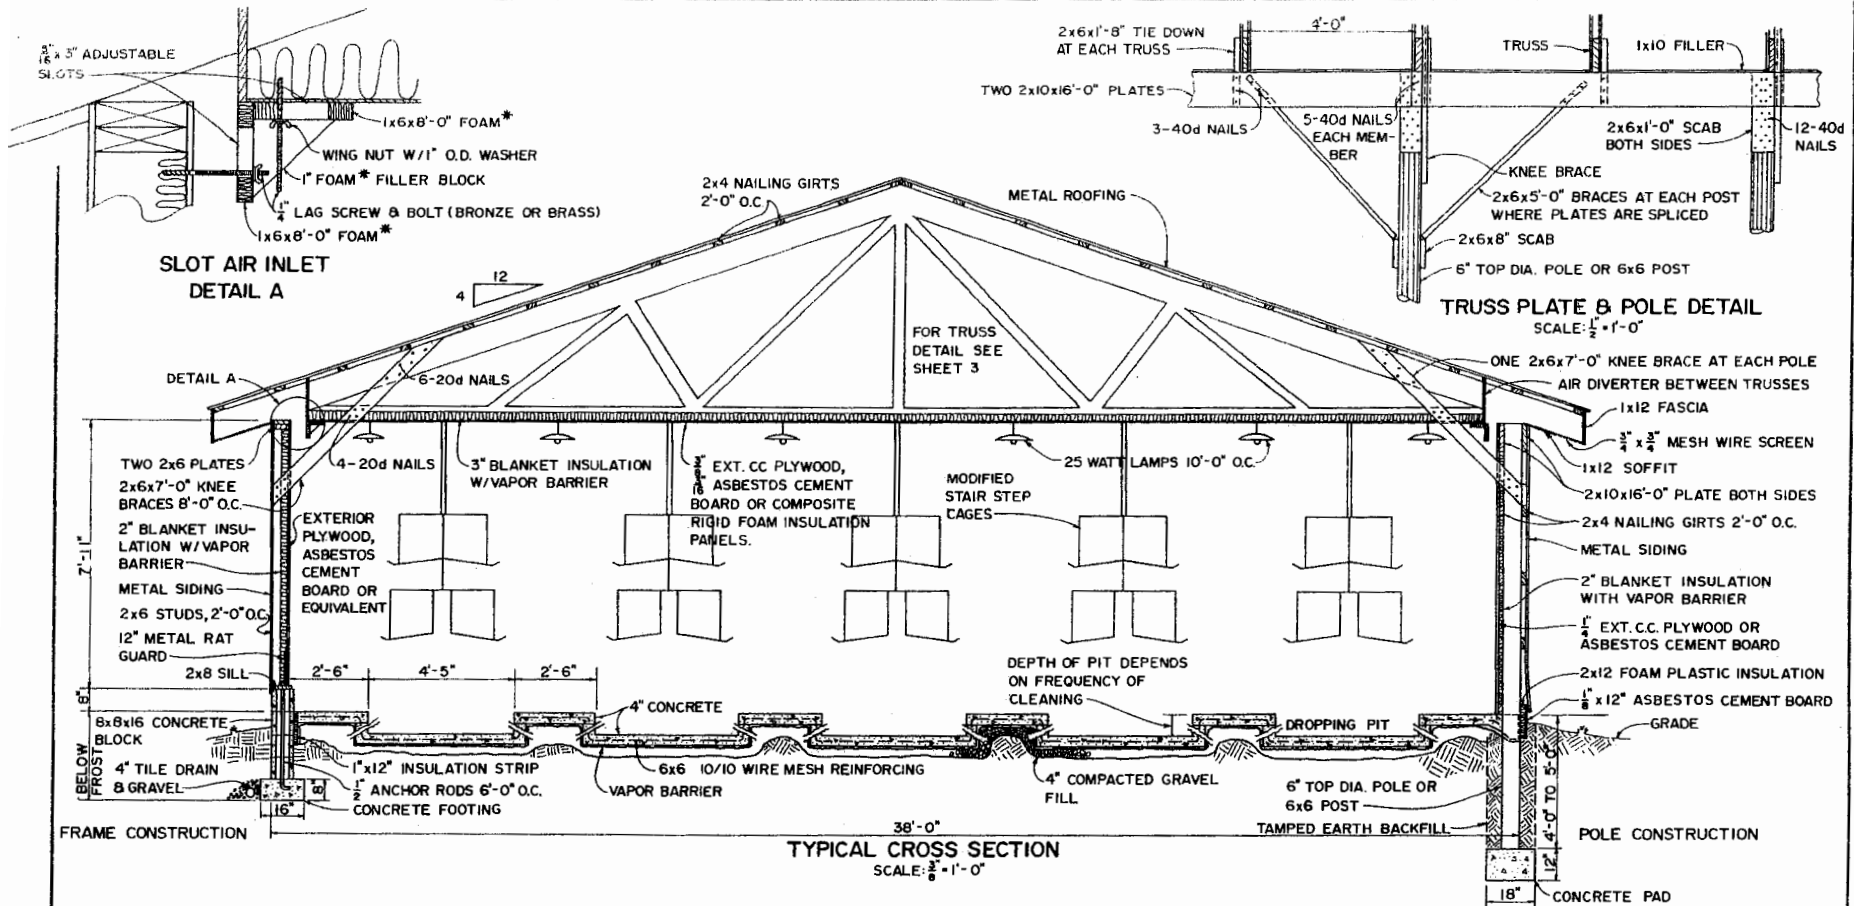 3/16" x 3" ADJUSTABLE
SLOTS
1x6x8'-0" FOAM*
WING NUT W/1" O.D. WASHER
1" FOAM* FILLER BLOCK
1/4" LAG SCREW & BOLT (BRONZE OR BRASS)
1x6x8'-0" FOAM*
SLOT AIR INLET
DETAIL A
2x6x1'-8" TIE DOWN
AT EACH TRUSS
4'-0"
TRUSS
1x10 FILLER
TWO 2x10x16'-0" PLATES
3-40d NAILS
5-40d NAILS
EACH MEM-
BER
2x6x1'-0" SCAB
BOTH SIDES
12-40d
NAILS
KNEE BRACE
2x6x5'-0" BRACES AT EACH POST
WHERE PLATES ARE SPLICED
2x6x8" SCAB
6" TOP DIA. POLE OR 6x6 POST
TRUSS PLATE & POLE DETAIL
SCALE: 1/2" = 1'-0"
2x4 NAILING GIRTS
2'-0" O.C.
METAL ROOFING
12
4
FOR TRUSS
DETAIL SEE
SHEET 3
DETAIL A
6-20d NAILS
ONE 2x6x7'-0" KNEE BRACE AT EACH POLE
AIR DIVERTER BETWEEN TRUSSES
1x12 FASCIA
3/4" x 3/4" MESH WIRE SCREEN
1x12 SOFFIT
2x10x16'-0" PLATE BOTH SIDES
2x4 NAILING GIRTS 2'-0" O.C.
METAL SIDING
2" BLANKET INSULATION
WITH VAPOR BARRIER
1/4" EXT. C.C. PLYWOOD OR
ASBESTOS CEMENT BOARD
2x12 FOAM PLASTIC INSULATION
1/8" x12" ASBESTOS CEMENT BOARD
GRADE
TWO 2x6 PLATES
2x6x7'-0" KNEE
BRACES 8'-0" O.C.
2" BLANKET INSU-
LATION W/VAPOR
BARRIER
METAL SIDING
2x6 STUDS, 2'-0" O.C.
12" METAL RAT
GUARD
2x8 SILL
7'-11"
8"
8x8x16 CONCRETE
BLOCK
BELOW
FROST
4" TILE DRAIN
& GRAVEL
16"
8"
4-20d NAILS
EXTERIOR
PLYWOOD,
ASBESTOS
CEMENT
BOARD OR
EQUIVALENT
3" BLANKET INSULATION
W/VAPOR BARRIER
EXT. CC PLYWOOD,
ASBESTOS CEMENT
BOARD OR COMPOSITE
RIGID FOAM INSULATION
PANELS.
25 WATT LAMPS 10'-0" O.C.
MODIFIED
STAIR STEP
CAGES
2'-6"
4'-5"
2'-6"
4" CONCRETE
DEPTH OF PIT DEPENDS
ON FREQUENCY OF
CLEANING
DROPPING PIT
1"x12" INSULATION STRIP
1/2" ANCHOR RODS 6'-0" O.C.
CONCRETE FOOTING
6x6 10/10 WIRE MESH REINFORCING
VAPOR BARRIER
4" COMPACTED GRAVEL
FILL
6" TOP DIA. POLE OR
6x6 POST
TAMPED EARTH BACKFILL
4'-0" TO 5'-0"
12"
18"
CONCRETE PAD
FRAME CONSTRUCTION
38'-0"
POLE CONSTRUCTION
TYPICAL CROSS SECTION
SCALE: 3/8" = 1'-0"